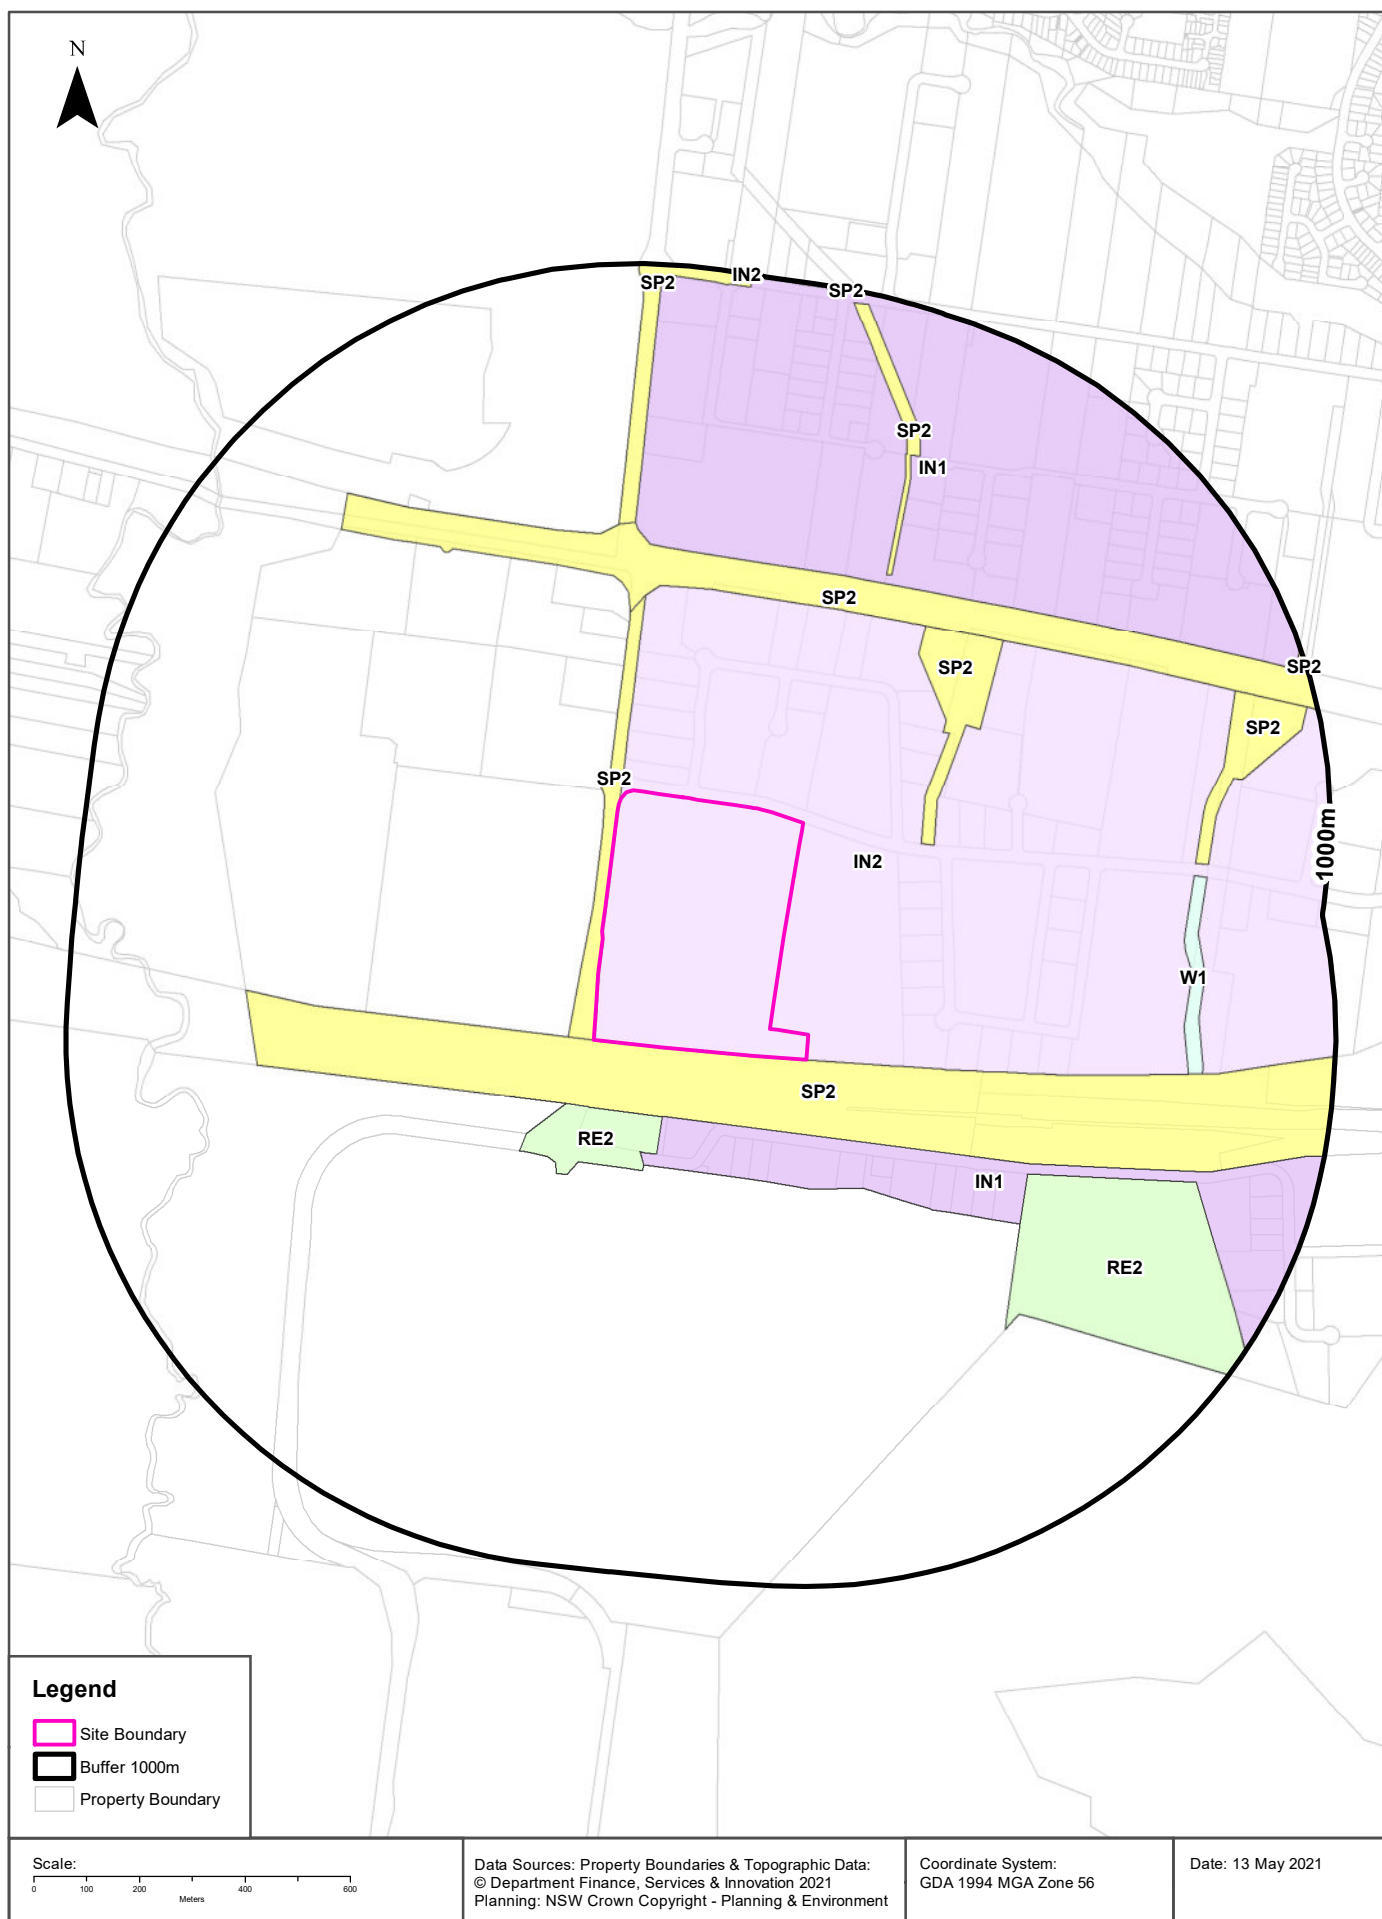 N
IN2
SP2
SP2
SP2
IN1
SP2
SP2
SP2
SP2
SP2
1000m
IN2
W1
SP2
RE2
IN1
RE2
Legend
Site Boundary
Buffer 1000m
Property Boundary
Scale:
0 100 200 400 600
Meters
Data Sources: Property Boundaries & Topographic Data:
© Department Finance, Services & Innovation 2021
Planning: NSW Crown Copyright - Planning & Environment
Coordinate System:
GDA 1994 MGA Zone 56
Date: 13 May 2021